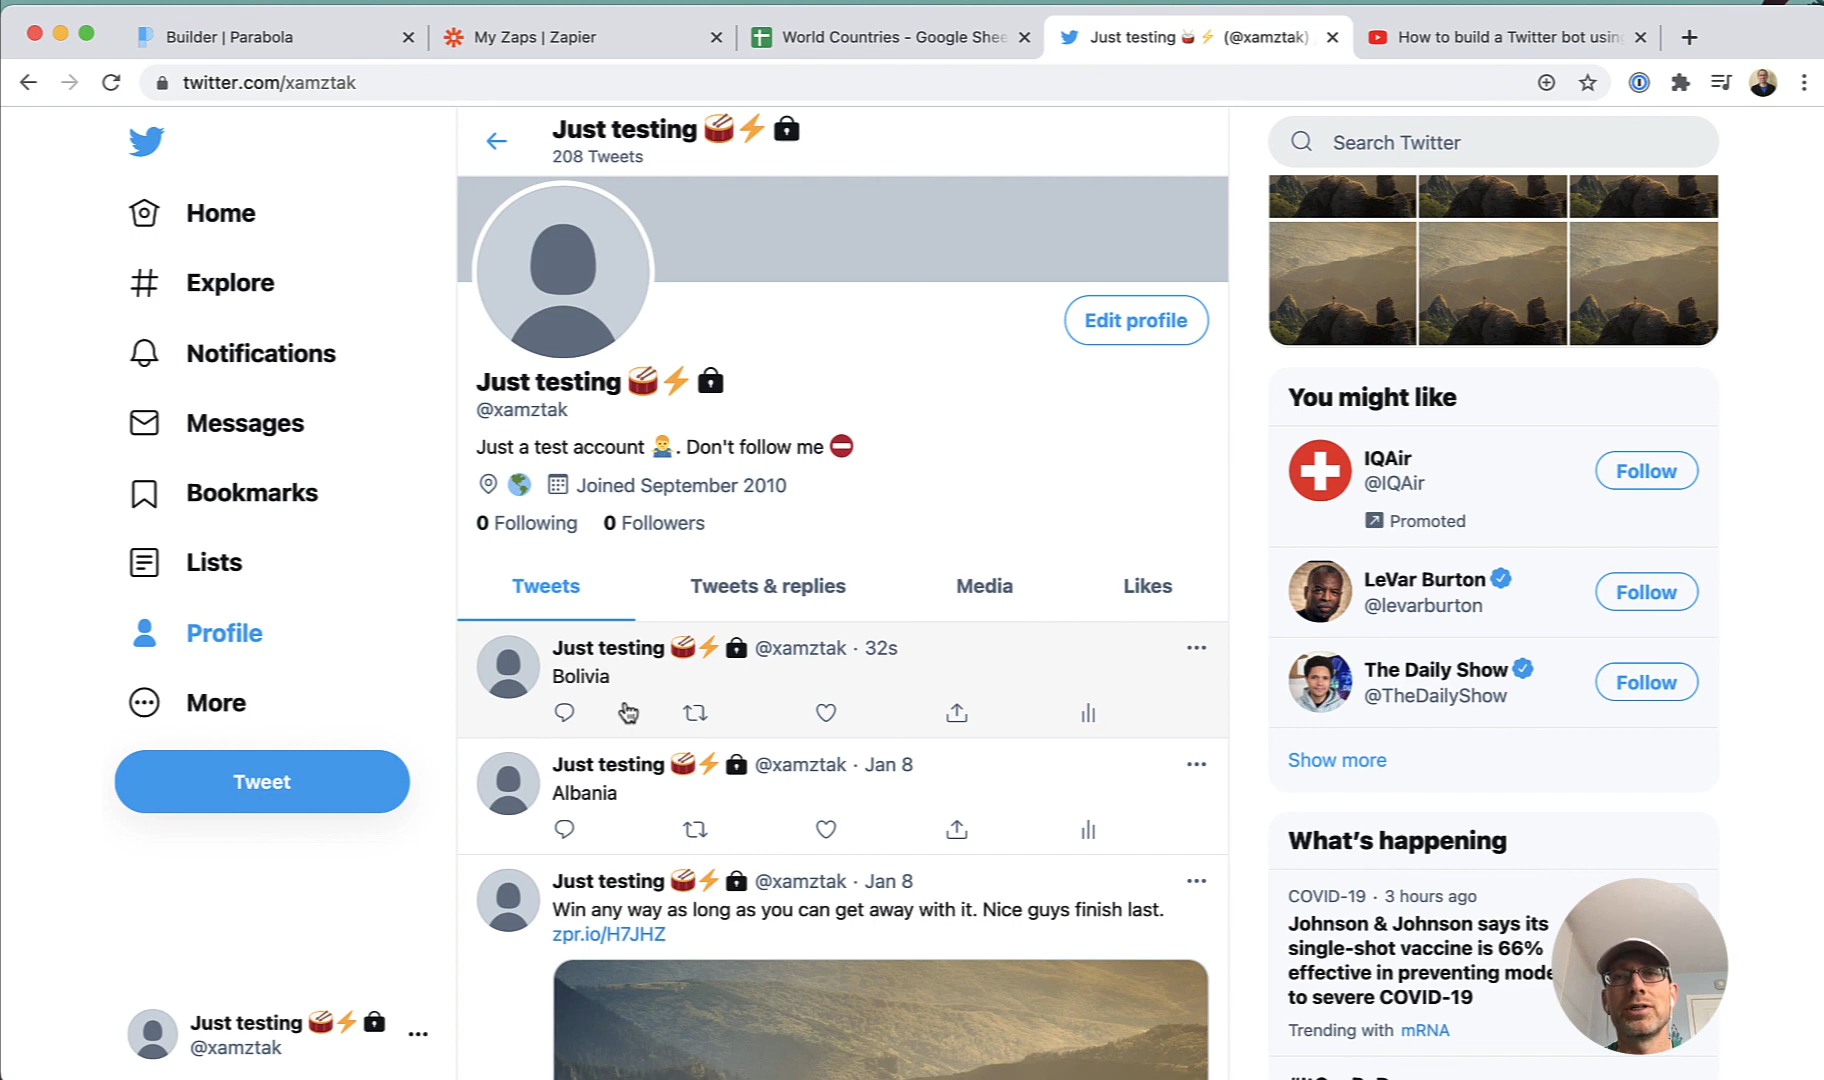 Builder | Parabola
My Zaps | Zapier
World Countries - Google Shee
Just testing 🥁⚡ (@xamztak)
How to build a Twitter bot usin
twitter.com/xamztak
Just testing 🥁⚡🔒
208 Tweets
Search Twitter
Home
Explore
Notifications
Messages
Bookmarks
Lists
Profile
More
Tweet
Just testing 🥁⚡🔒
@xamztak
Edit profile
Just testing 🥁⚡🔒
@xamztak
Just a test account 🤷‍♂️. Don't follow me ⛔
🌎 Joined September 2010
0 Following 0 Followers
Tweets Tweets & replies Media Likes
Just testing 🥁⚡🔒 @xamztak · 32s
Bolivia
Just testing 🥁⚡🔒 @xamztak · Jan 8
Albania
Just testing 🥁⚡🔒 @xamztak · Jan 8
Win any way as long as you can get away with it. Nice guys finish last.
zpr.io/H7JHZ
You might like
IQAir
@IQAir
Promoted
Follow
LeVar Burton
@levarburton
Follow
The Daily Show
@TheDailyShow
Follow
Show more
What's happening
COVID-19 · 3 hours ago
Johnson & Johnson says its
single-shot vaccine is 66%
effective in preventing mode
to severe COVID-19
Trending with mRNA